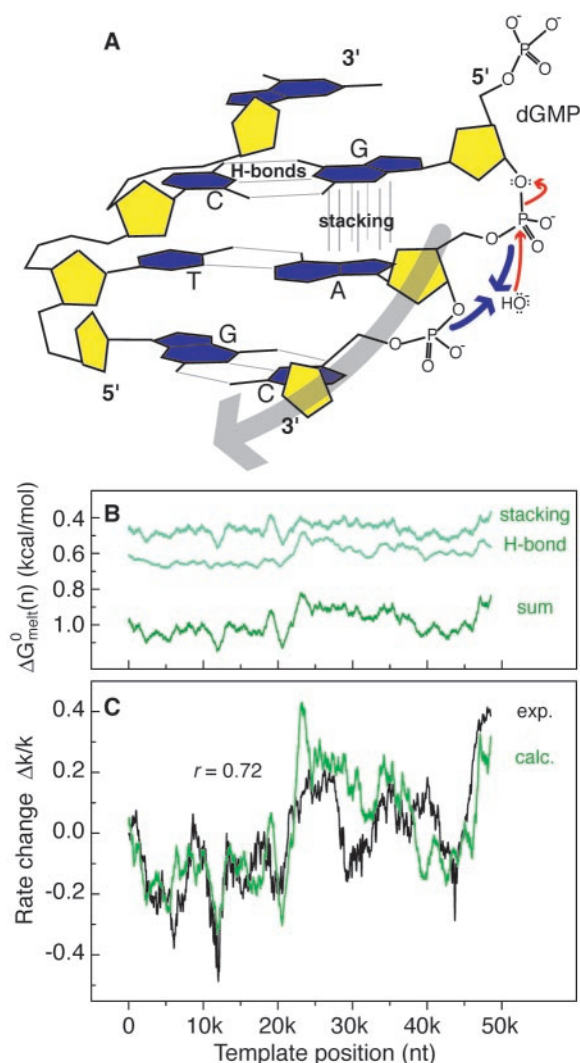 A
3'
5'
O⁻
O⁻
P
O
O
dGMP
G
H-bonds
C
:O:
P
O⁻
O
O
stacking
HO:⁻
T
A
O
O
P
O⁻
O
G
C
5'
3'
B
stacking
H-bond
sum
0.4
0.6
0.8
1.0
ΔG⁰melt(n) (kcal/mol)
C
exp.
calc.
r = 0.72
0.4
0.2
0.0
-0.2
-0.4
Rate change Δk/k
0 10k 20k 30k 40k 50k
Template position (nt)